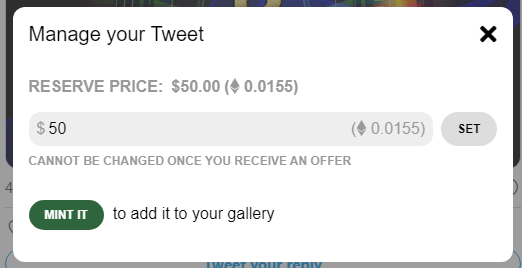 Manage your Tweet
RESERVE PRICE: $50.00 (♦ 0.0155)
$ 50 (♦ 0.0155) SET
CANNOT BE CHANGED ONCE YOU RECEIVE AN OFFER
MINT IT to add it to your gallery
4
Tweet your reply